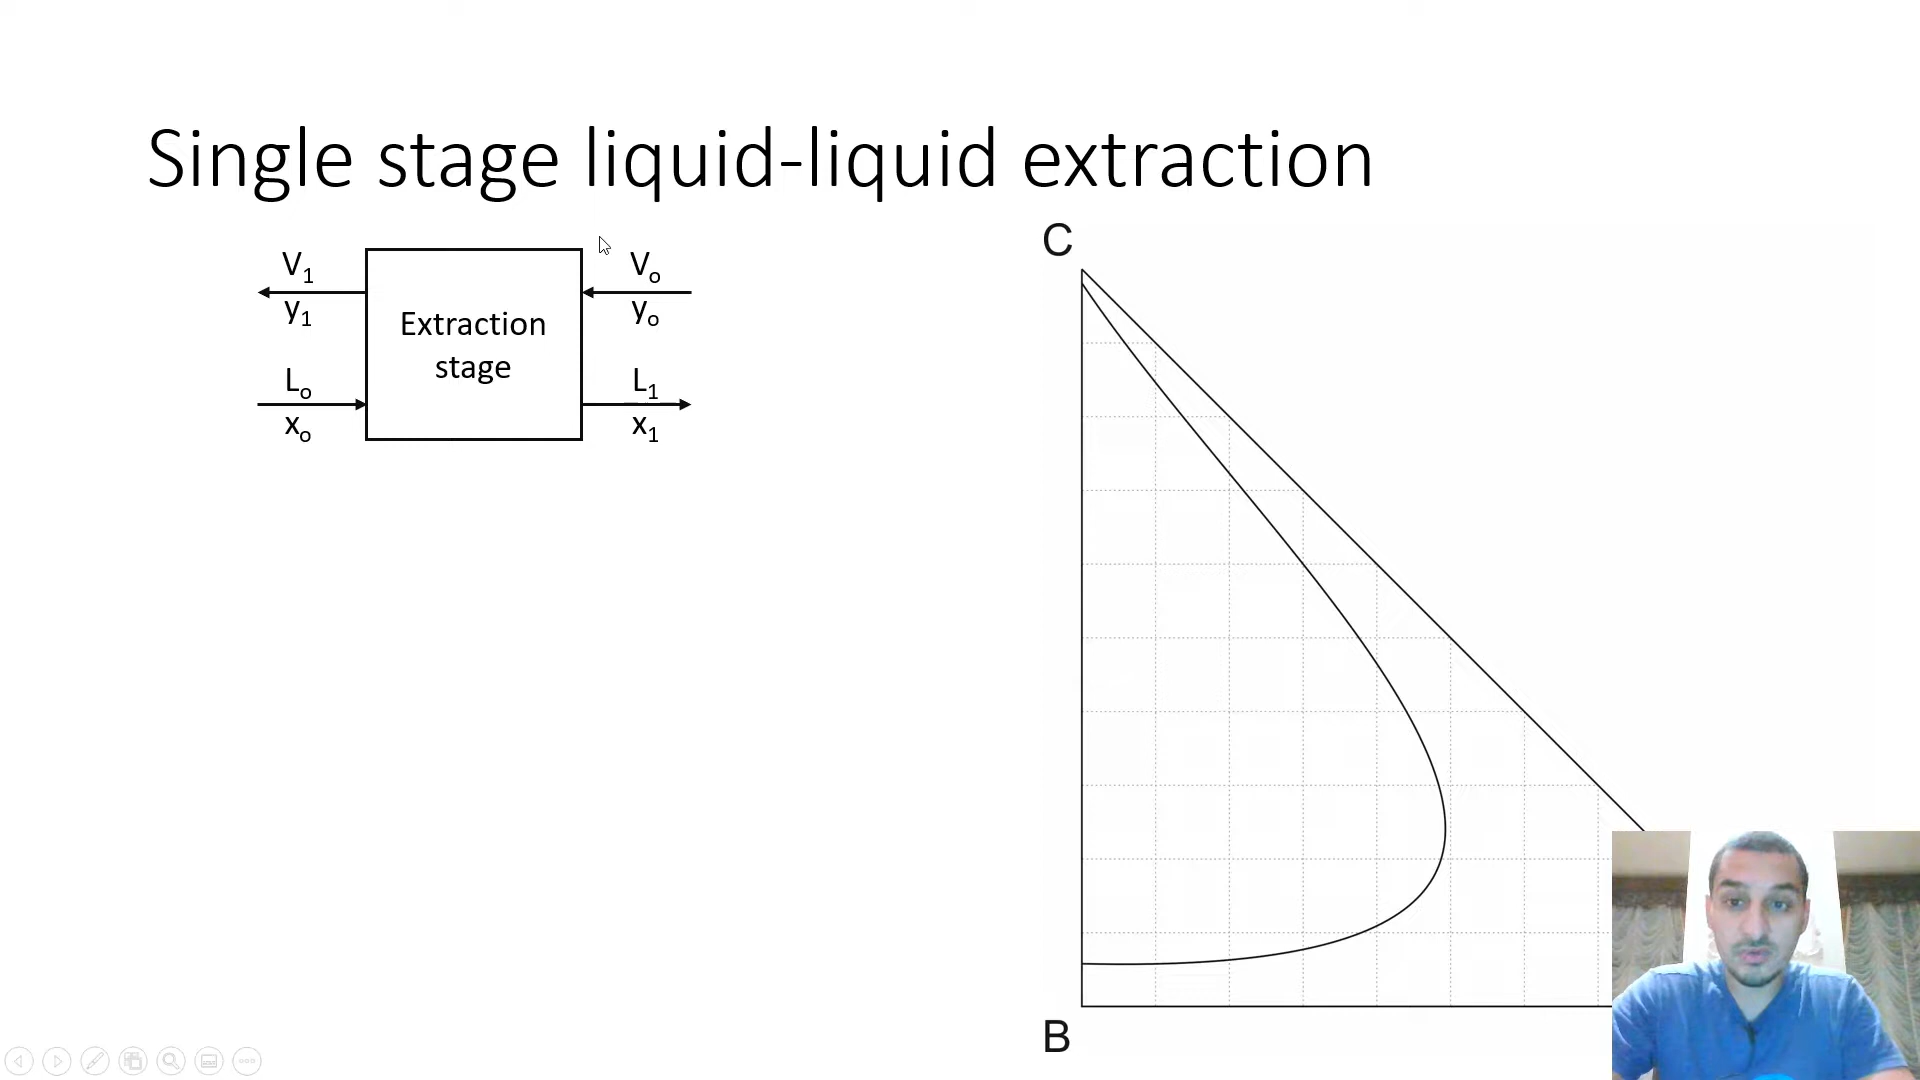 Single stage liquid-liquid extraction
V₁
y₁
Lₒ
xₒ
Extraction
stage
Vₒ
yₒ
L₁
x₁
C
B